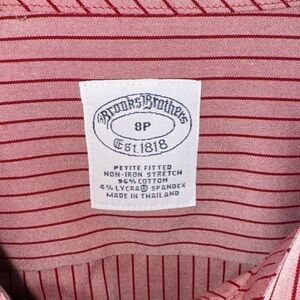 Brooks Brothers
8P
Est. 1818
PETITE FITTED
NON-IRON STRETCH
96% COTTON
4% LYCRA® SPANDEX
MADE IN THAILAND